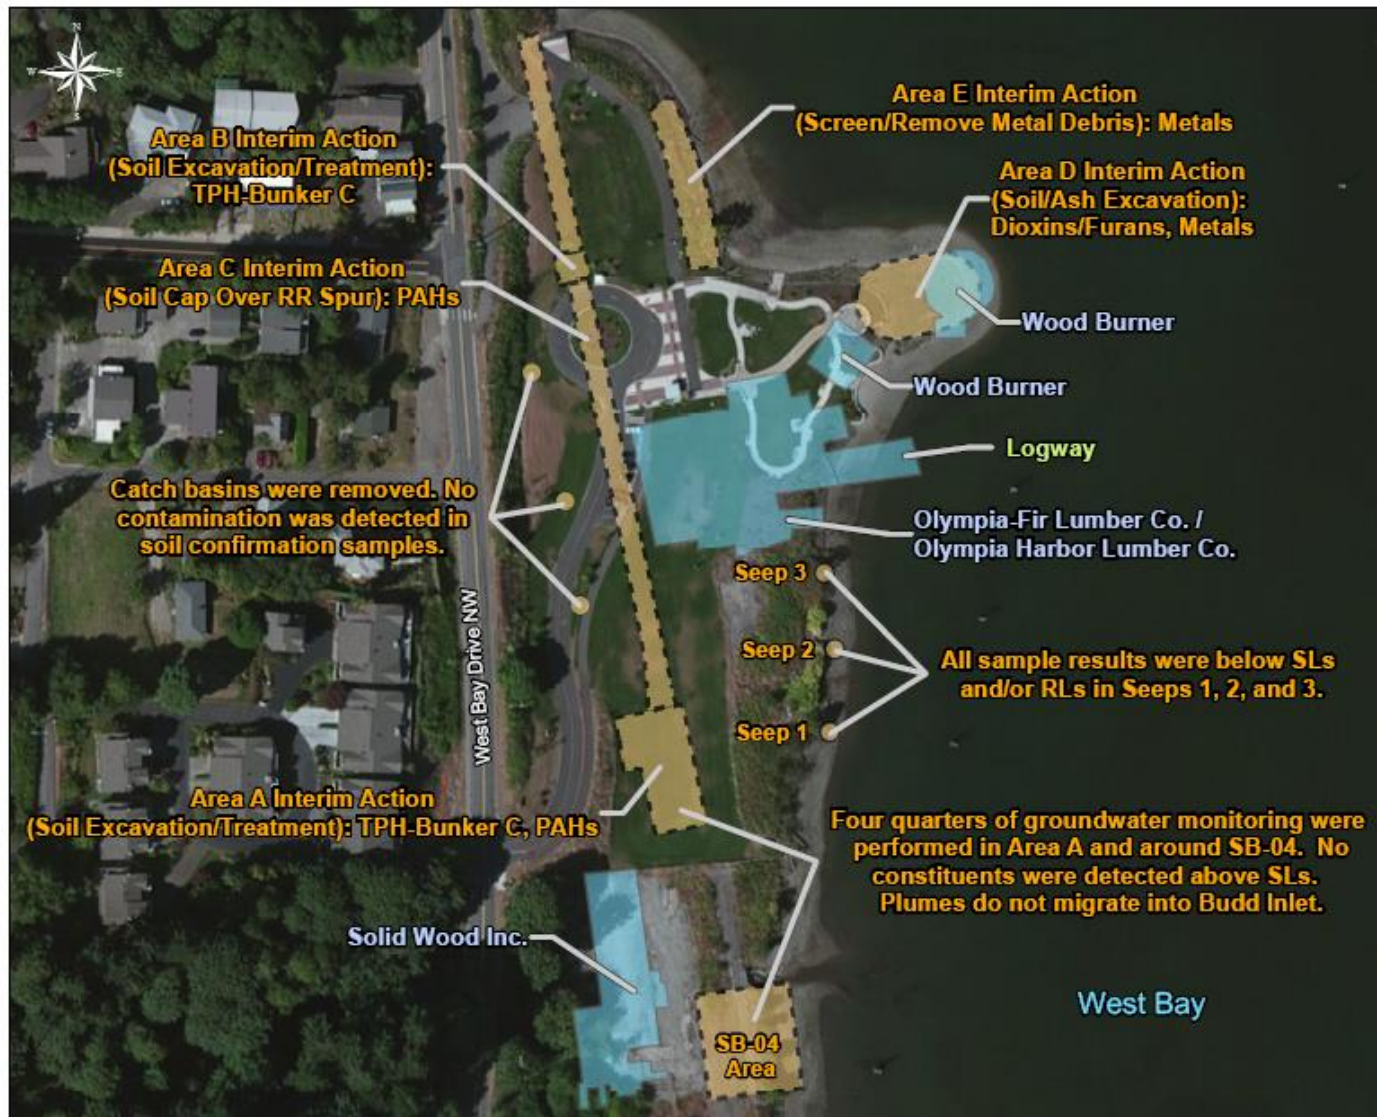 N
W
E
S
Area B Interim Action
(Soil Excavation/Treatment):
TPH-Bunker C
Area E Interim Action
(Screen/Remove Metal Debris): Metals
Area D Interim Action
(Soil/Ash Excavation):
Dioxins/Furans, Metals
Area C Interim Action
(Soil Cap Over RR Spur): PAHs
Wood Burner
Wood Burner
Logway
Catch basins were removed. No
contamination was detected in
soil confirmation samples.
Olympia-Fir Lumber Co. /
Olympia Harbor Lumber Co.
Seep 3
Seep 2
Seep 1
All sample results were below SLs
and/or RLs in Seeps 1, 2, and 3.
West Bay Drive NW
Area A Interim Action
(Soil Excavation/Treatment): TPH-Bunker C, PAHs
Four quarters of groundwater monitoring were
performed in Area A and around SB-04. No
constituents were detected above SLs.
Plumes do not migrate into Budd Inlet.
Solid Wood Inc.
West Bay
SB-04
Area